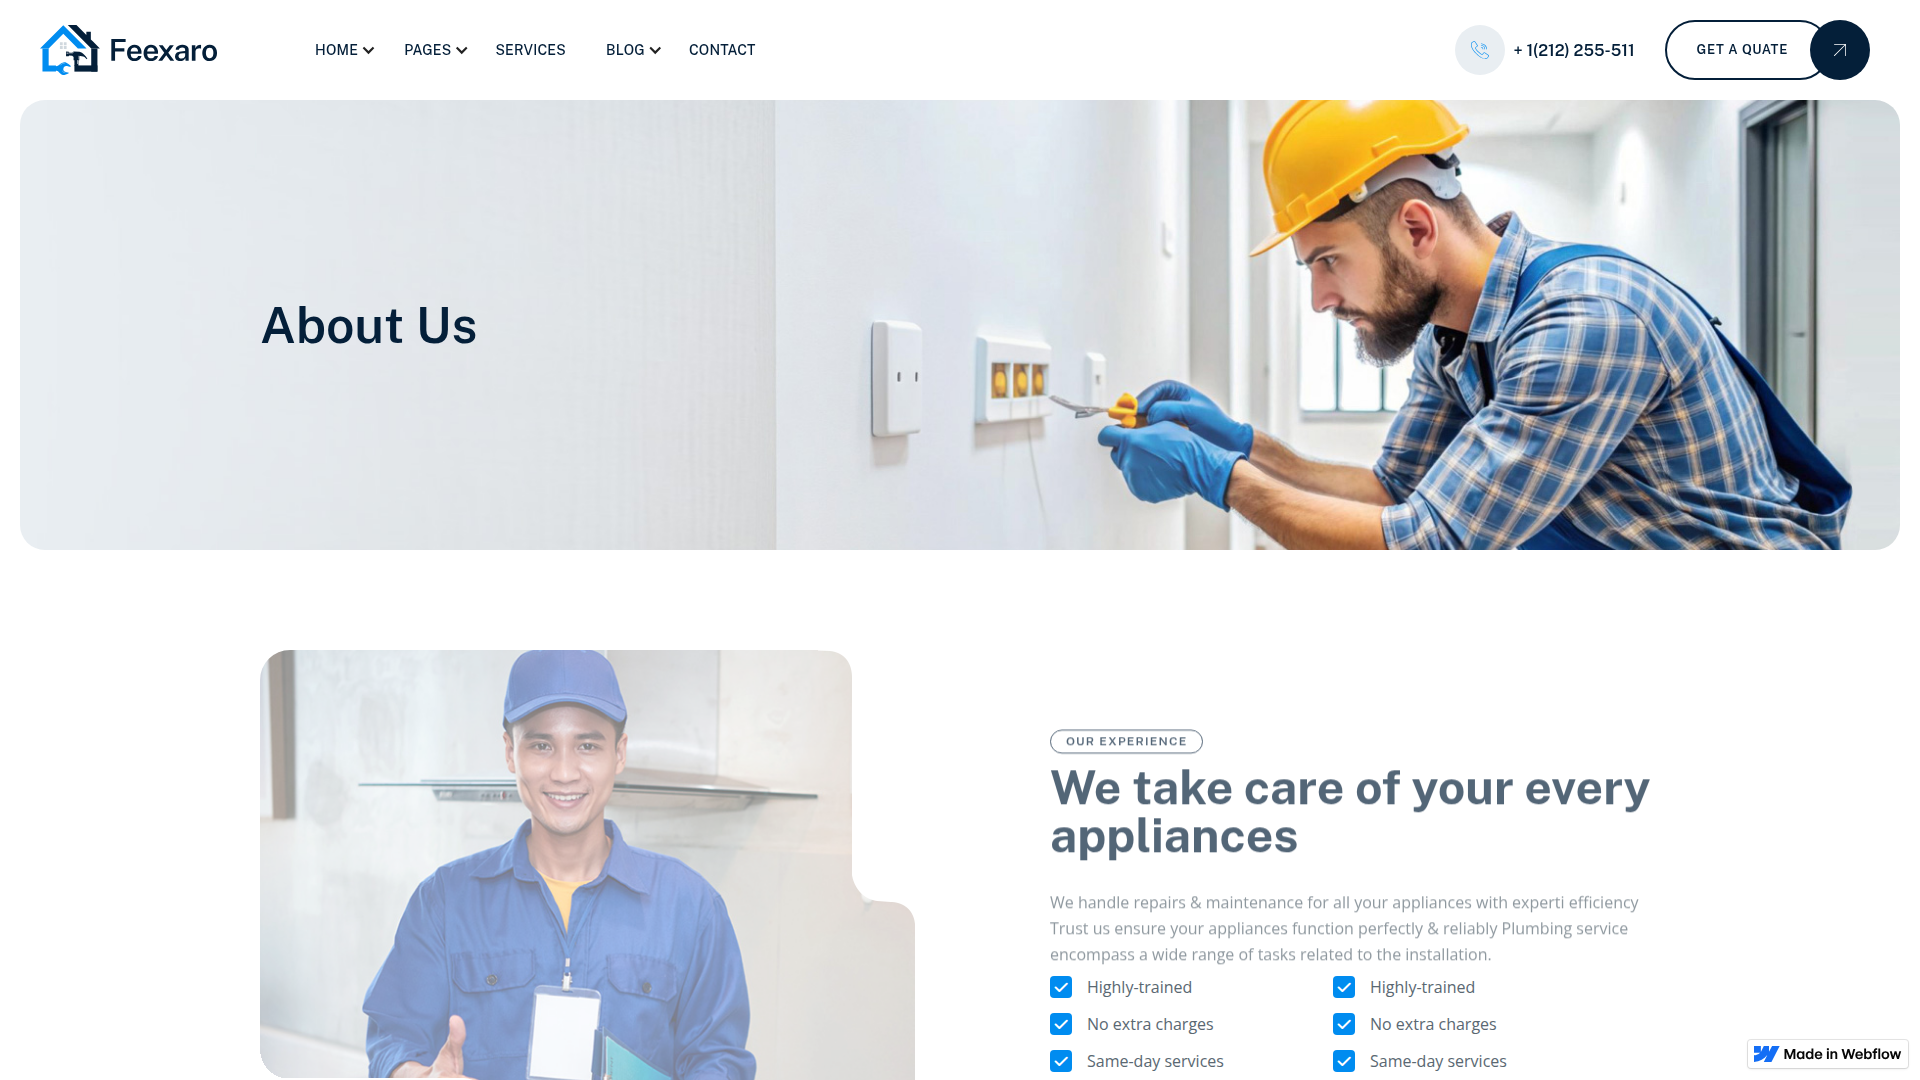 Feexaro
HOME
PAGES
SERVICES
BLOG
CONTACT
+ 1(212) 255-511
GET A QUATE
About Us
OUR EXPERIENCE
We take care of your every
appliances
We handle repairs & maintenance for all your appliances with experti efficiency
Trust us ensure your appliances function perfectly & reliably Plumbing service
encompass a wide range of tasks related to the installation.
Highly-trained
Highly-trained
No extra charges
No extra charges
Same-day services
Same-day services
Made in Webflow